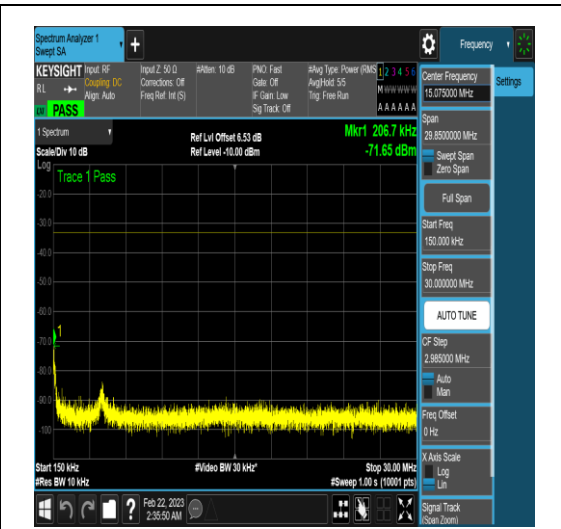 Spectrum Analyzer 1
Swept SA
+
Frequency
KEYSIGHT
RL
PASS
Input: RF
Coupling: DC
Align: Auto
Input Z: 50 Ω
Corrections: Off
Freq Ref: Int (S)
#Atten: 10 dB
PNO: Fast
Gate: Off
IF Gain: Low
Sig Track: Off
#Avg Type: Power (RMS
Avg|Hold: 5/5
Trig: Free Run
1 2 3 4 5 6
M W W W W W
A A A A A A
1 Spectrum
Scale/Div 10 dB
Ref Lvl Offset 6.53 dB
Ref Level -10.00 dBm
Mkr1 206.7 kHz
-71.65 dBm
Log
Trace 1 Pass
-20.0
-30.0
-40.0
-50.0
-60.0
-70.0
-80.0
-90.0
-100
1
Start 150 kHz
#Res BW 10 kHz
#Video BW 30 kHz*
Stop 30.00 MHz
#Sweep 1.00 s (10001 pts)
Feb 22, 2023
2:35:50 AM
?
Settings
Center Frequency
15.075000 MHz
Span
29.8500000 MHz
Swept Span
Zero Span
Full Span
Start Freq
150.000 kHz
Stop Freq
30.000000 MHz
AUTO TUNE
CF Step
2.985000 MHz
Auto
Man
Freq Offset
0 Hz
X Axis Scale
Log
Lin
Signal Track
(Span Zoom)